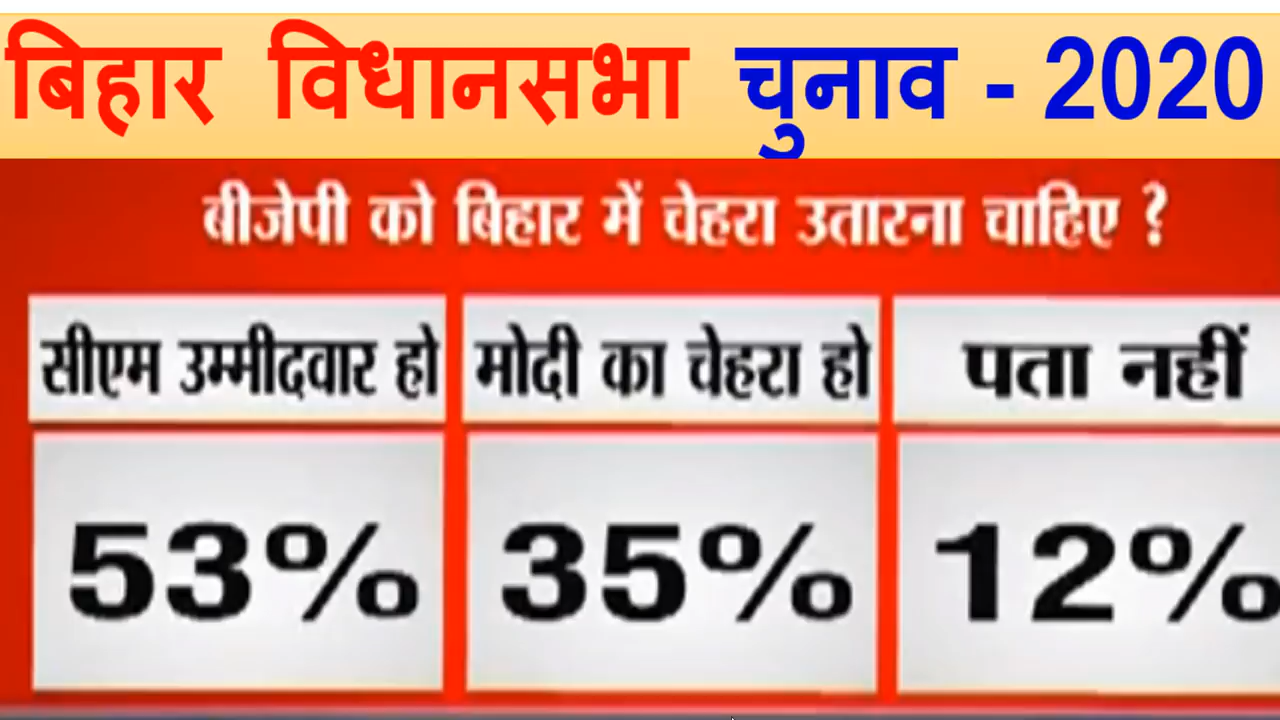 बिहार विधानसभा चुनाव - 2020
बीजेपी को बिहार में चेहरा उतारना चाहिए ?
सीएम उम्मीदवार हो मोदी का चेहरा हो पता नहीं
53% 35% 12%